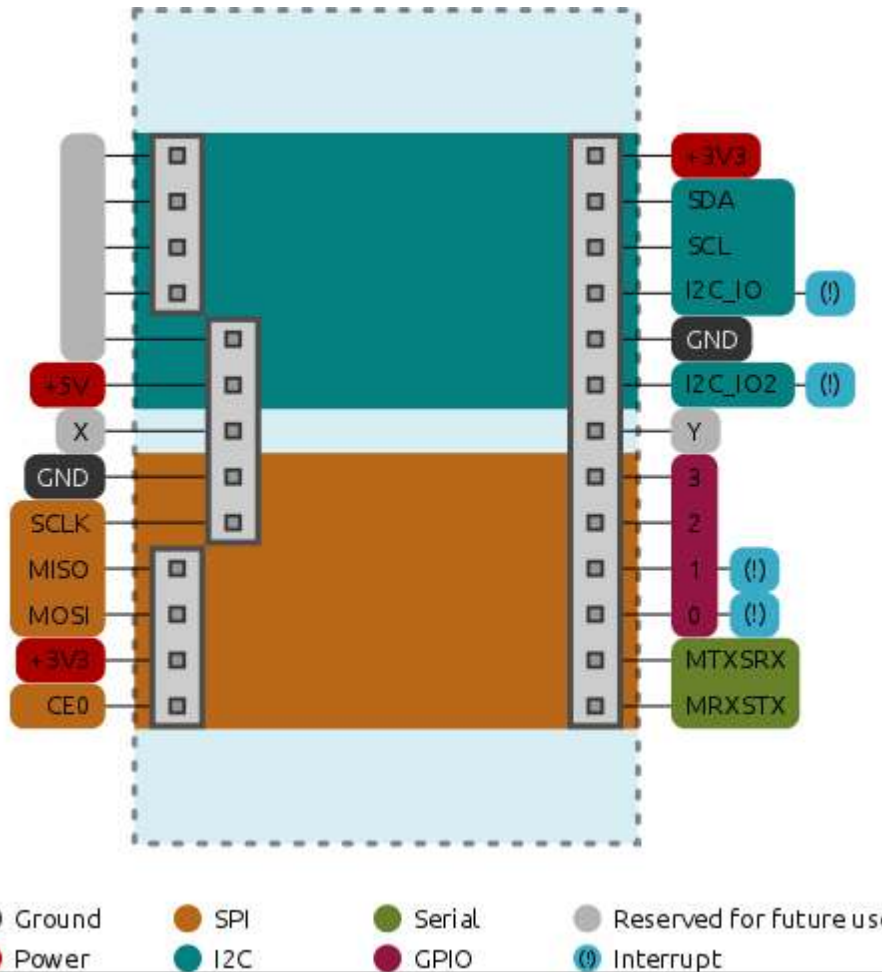 +3V3
SDA
SCL
I2C_IO (!)
GND
+5V I2C_IO2 (!)
X Y
GND 3
SCLK 2
MISO 1 (!)
MOSI 0 (!)
+3V3 MTXSRX
CE0 MRXSTX
Ground SPI Serial Reserved for future use
Power I2C GPIO (!) Interrupt